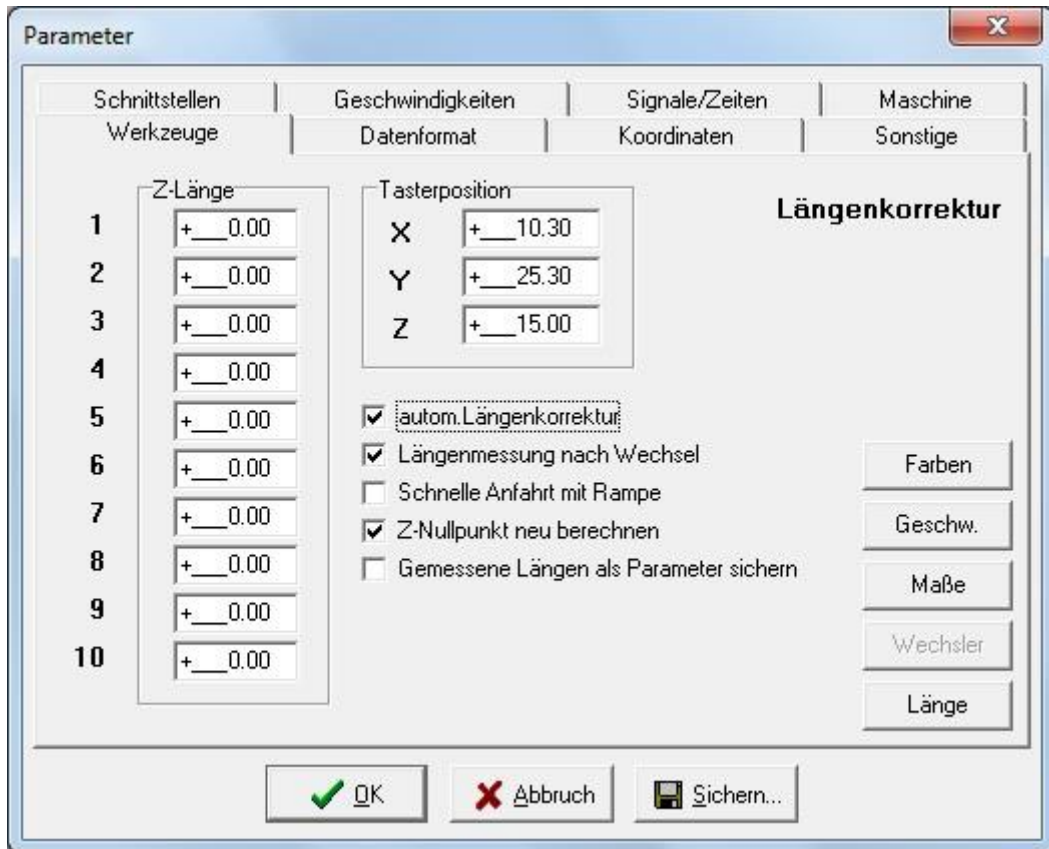 Parameter
Schnittstellen Geschwindigkeiten Signale/Zeiten Maschine
Werkzeuge Datenformat Koordinaten Sonstige
Längenkorrektur
Z-Länge
1 +___0.00
2 +___0.00
3 +___0.00
4 +___0.00
5 +___0.00
6 +___0.00
7 +___0.00
8 +___0.00
9 +___0.00
10 +___0.00
Tasterposition
X +___10.30
Y +___25.30
Z +___15.00
autom.Längenkorrektur
Längenmessung nach Wechsel
Schnelle Anfahrt mit Rampe
Z-Nullpunkt neu berechnen
Gemessene Längen als Parameter sichern
Farben
Geschw.
Maße
Wechsler
Länge
OK Abbruch Sichern...